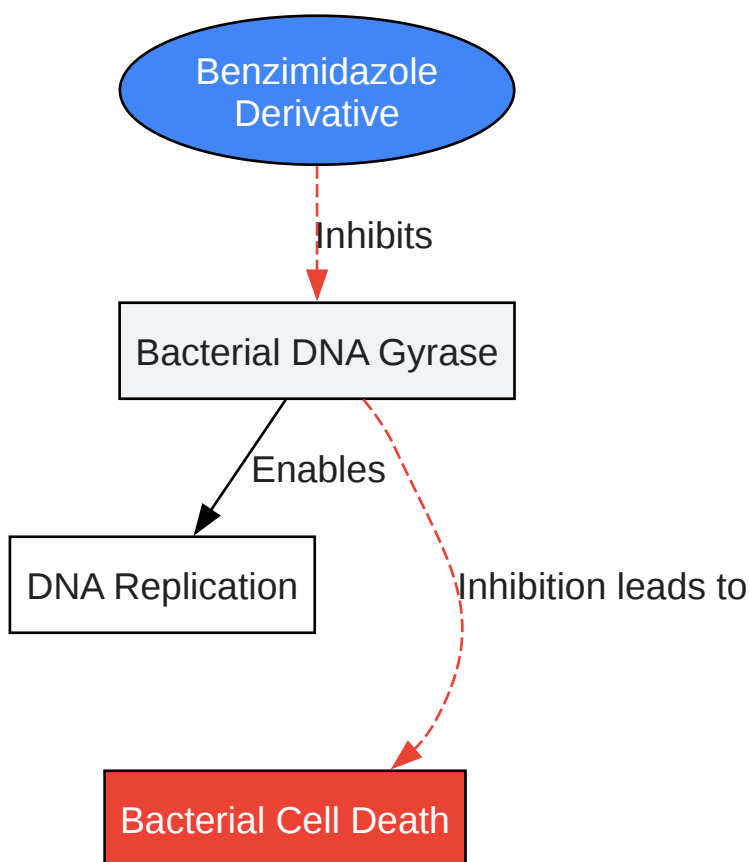 Benzimidazole
Derivative
Inhibits
Bacterial DNA Gyrase
Enables
DNA Replication
Inhibition leads to
Bacterial Cell Death